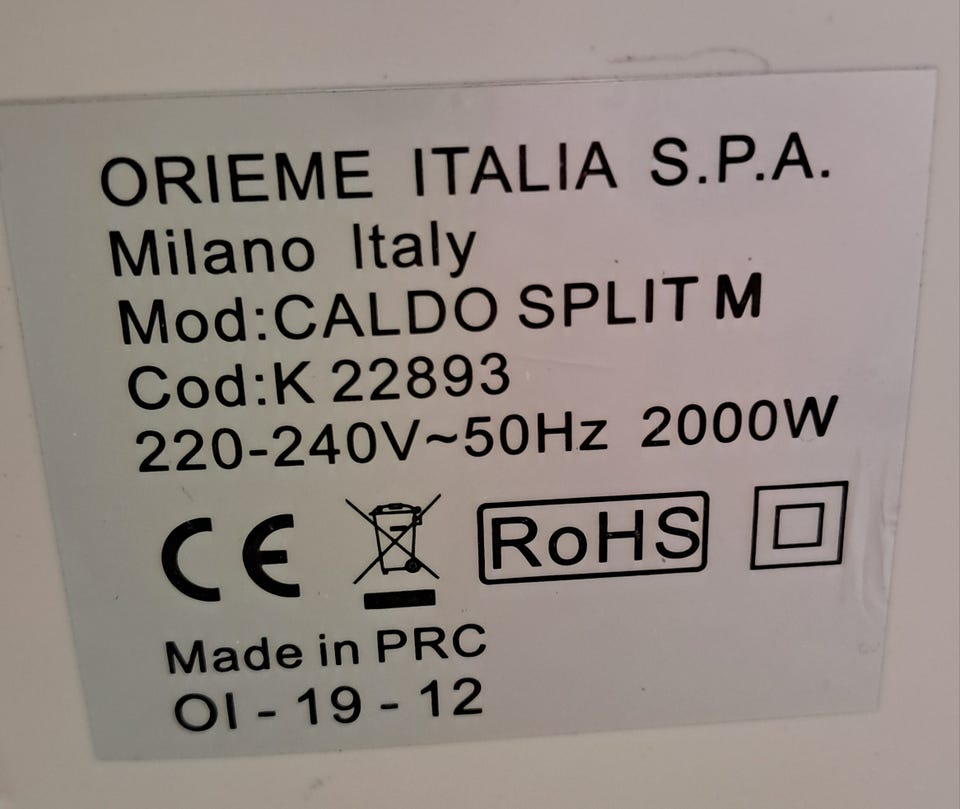 ORIEME ITALIA S.P.A.
Milano Italy
Mod:CALDO SPLIT M
Cod:K 22893
220-240V~50Hz 2000W
CE RoHS
Made in PRC
OI - 19 - 12